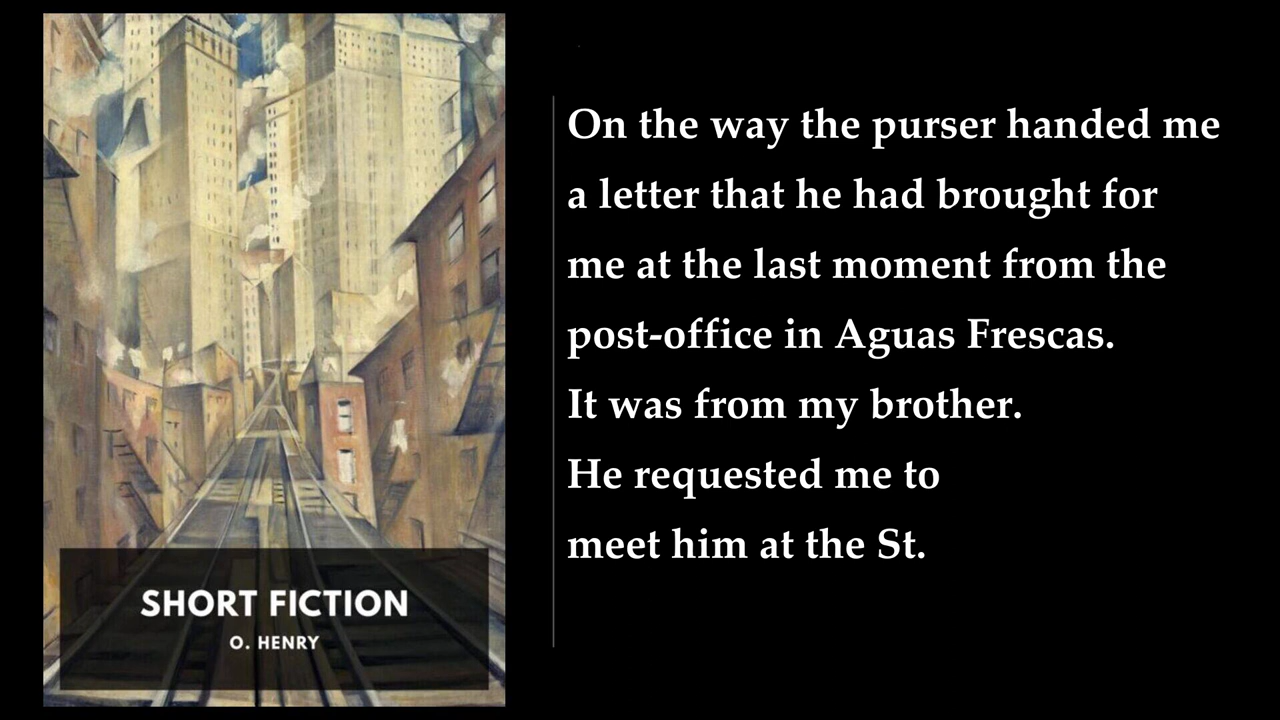 On the way the purser handed me
a letter that he had brought for
me at the last moment from the
post-office in Aguas Frescas.
It was from my brother.
He requested me to
meet him at the St.
SHORT FICTION
O. HENRY